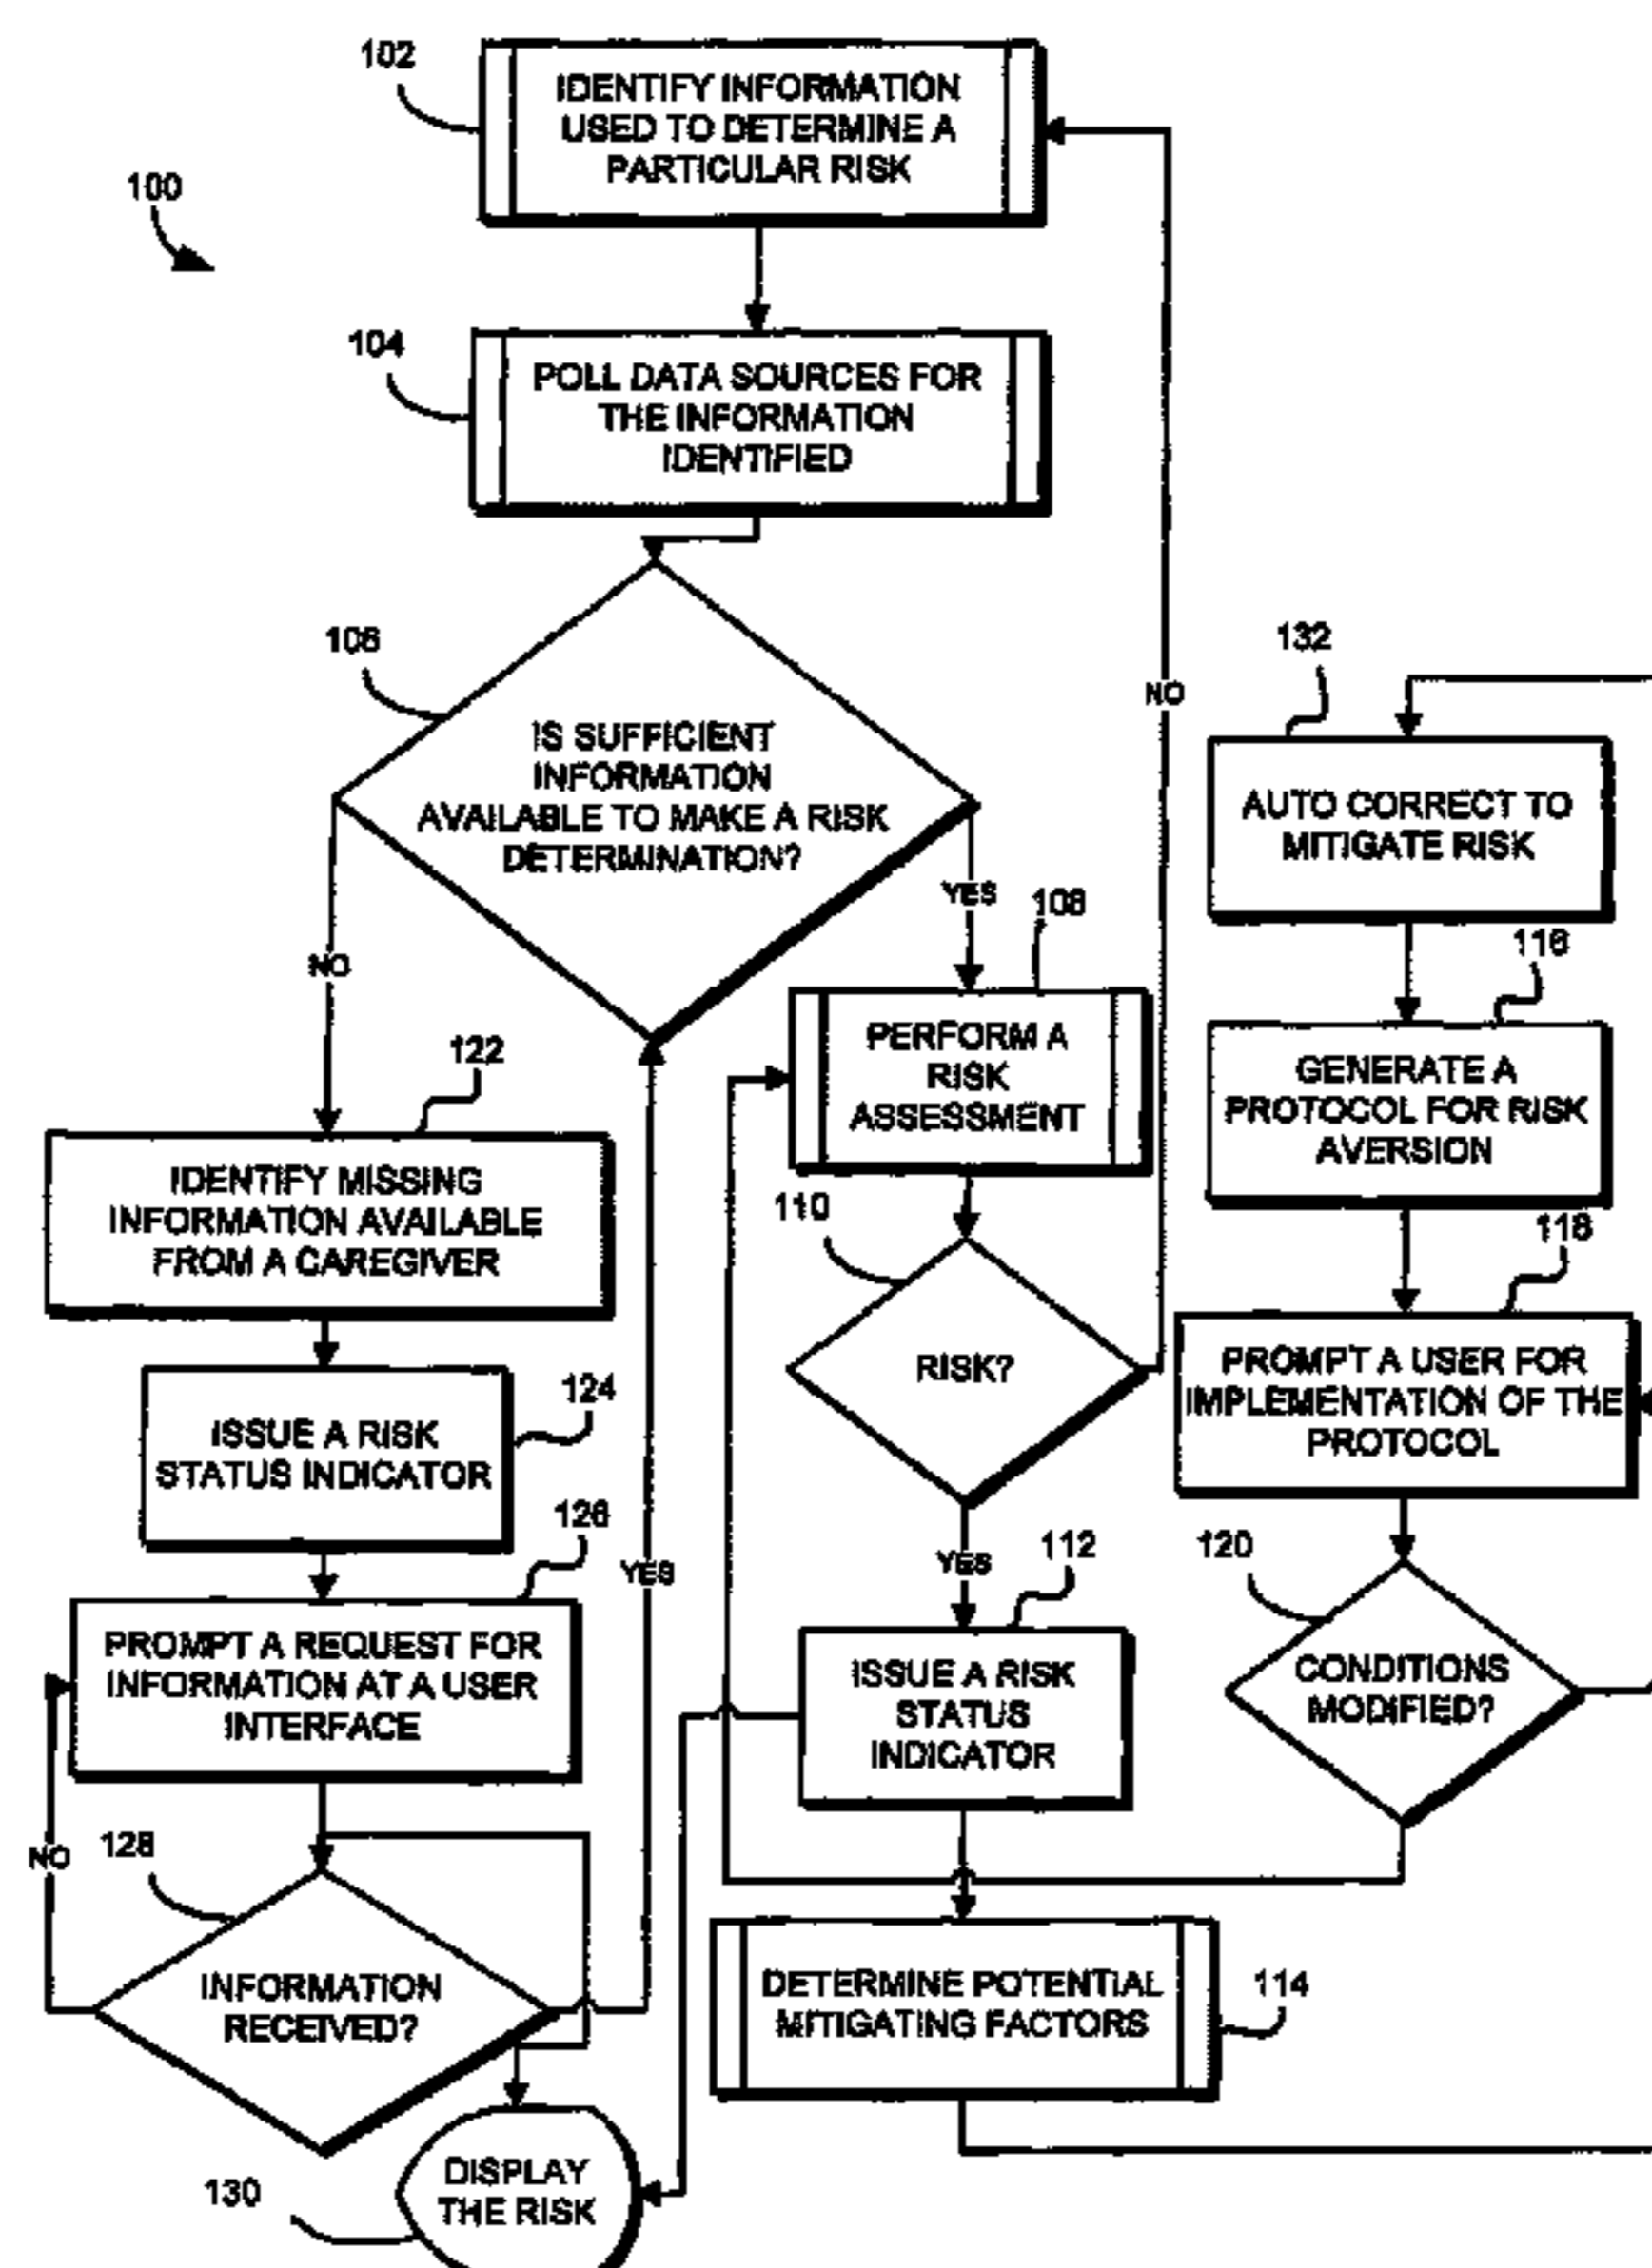 102
IDENTIFY INFORMATION
USED TO DETERMINE A
PARTICULAR RISK
100
104
POLL DATA SOURCES FOR
THE INFORMATION
IDENTIFIED
106
IS SUFFICIENT
INFORMATION
AVAILABLE TO MAKE A RISK
DETERMINATION?
NO
YES
108
PERFORM A
RISK
ASSESSMENT
NO
132
AUTO CORRECT TO
MITIGATE RISK
116
GENERATE A
PROTOCOL FOR RISK
AVERSION
118
PROMPT A USER FOR
IMPLEMENTATION OF THE
PROTOCOL
120
CONDITIONS
MODIFIED?
122
IDENTIFY MISSING
INFORMATION AVAILABLE
FROM A CAREGIVER
110
RISK?
124
ISSUE A RISK
STATUS INDICATOR
126
PROMPT A REQUEST FOR
INFORMATION AT A USER
INTERFACE
YES
YES
112
ISSUE A RISK
STATUS
INDICATOR
NO
128
INFORMATION
RECEIVED?
DETERMINE POTENTIAL
MITIGATING FACTORS
114
130
DISPLAY
THE RISK